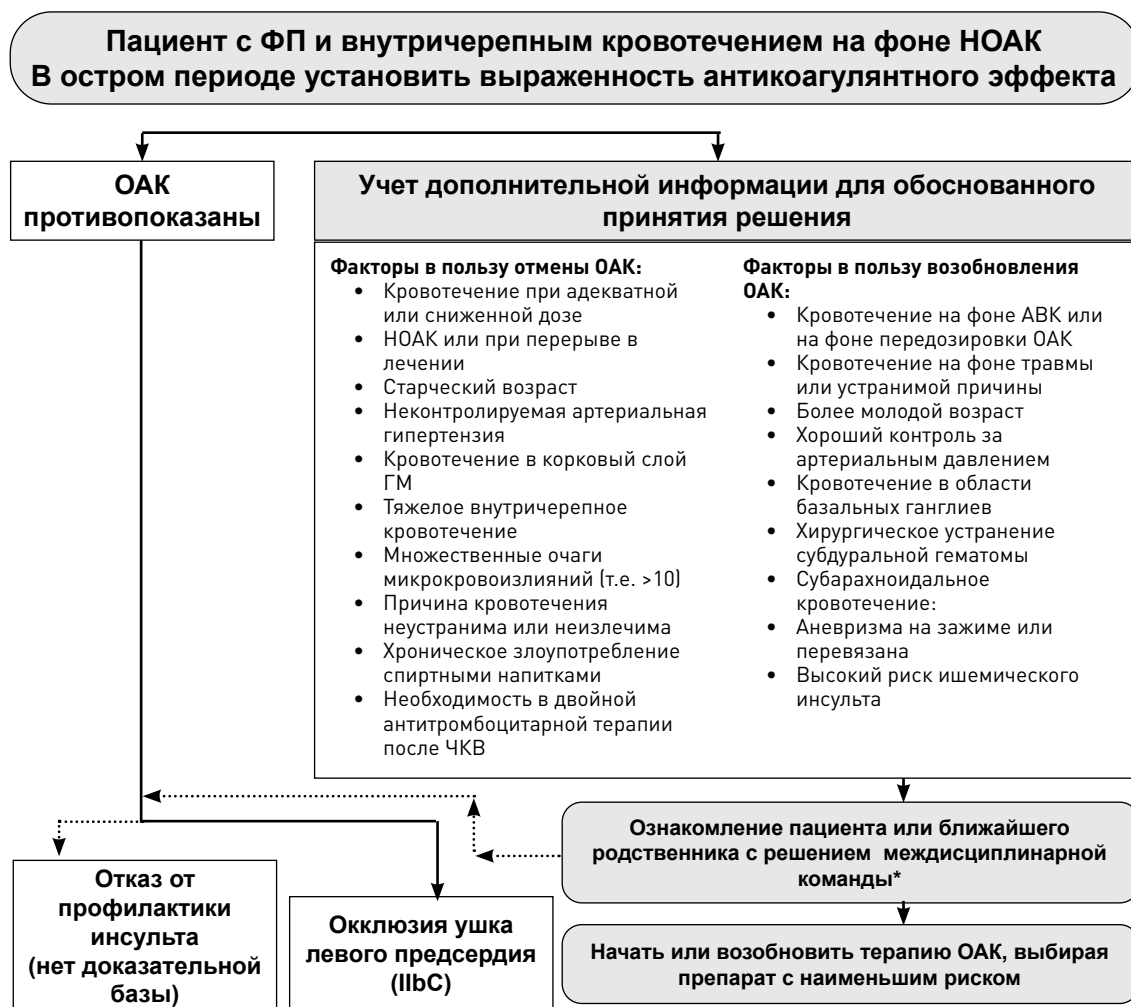 Пациент с ФП и внутричерепным кровотечением на фоне НОАК
В остром периоде установить выраженность антикоагулянтного эффекта
ОАК
противопоказаны
Учет дополнительной информации для обоснованного
принятия решения
Факторы в пользу отмены ОАК:
• Кровотечение при адекватной
или сниженной дозе
• НОАК или при перерыве в
лечении
• Старческий возраст
• Неконтролируемая артериальная
гипертензия
• Кровотечение в корковый слой
ГМ
• Тяжелое внутричерепное
кровотечение
• Множественные очаги
микрокровоизлияний (т.е. >10)
• Причина кровотечения
неустранима или неизлечима
• Хроническое злоупотребление
спиртными напитками
• Необходимость в двойной
антитромбоцитарной терапии
после ЧКВ
Факторы в пользу возобновления
ОАК:
• Кровотечение на фоне АВК или
на фоне передозировки ОАК
• Кровотечение на фоне травмы
или устранимой причины
• Более молодой возраст
• Хороший контроль за
артериальным давлением
• Кровотечение в области
базальных ганглиев
• Хирургическое устранение
субдуральной гематомы
• Субарахноидальное
кровотечение:
• Аневризма на зажиме или
перевязана
• Высокий риск ишемического
инсульта
Ознакомление пациента или ближайшего
родственника с решением междисциплинарной
команды*
Отказ от
профилактики
инсульта
(нет доказательной
базы)
Окклюзия ушка
левого предсердия
(IIbC)
Начать или возобновить терапию ОАК, выбирая
препарат с наименьшим риском